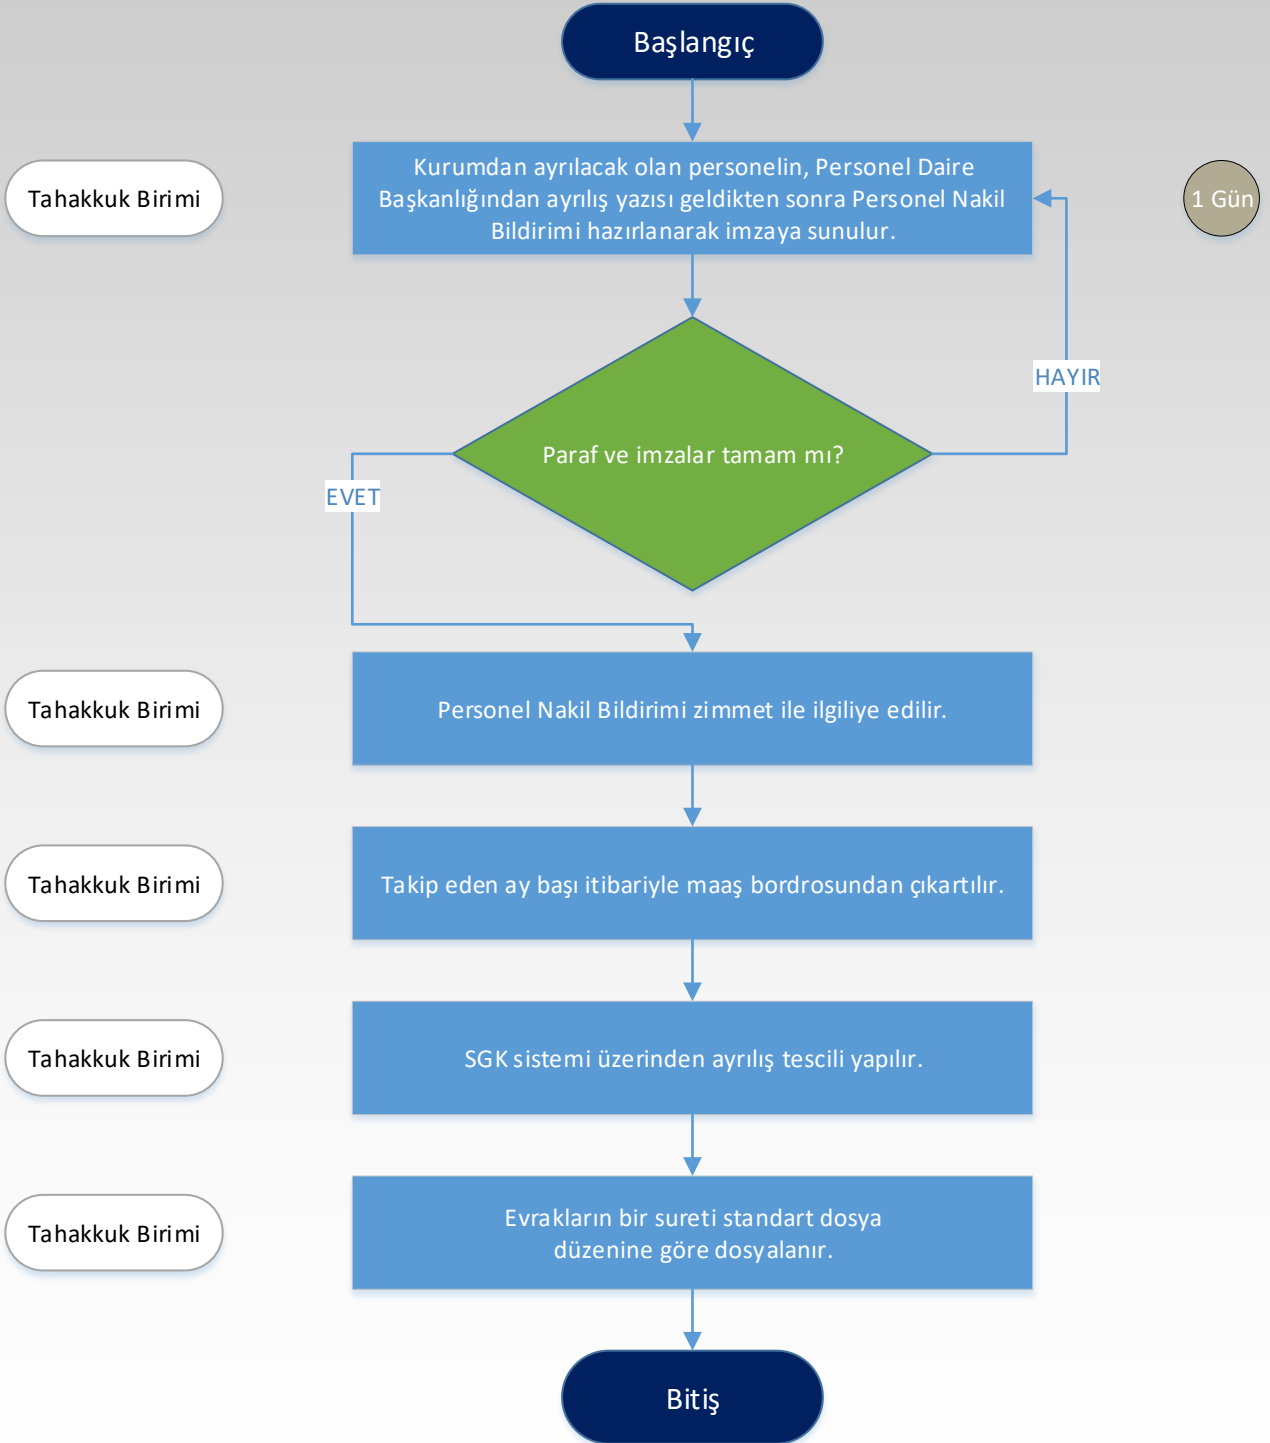 Başlangıç
Tahakkuk Birimi
Kurumdan ayrılacak olan personelin, Personel Daire
Başkanlığından ayrılış yazısı geldikten sonra Personel Nakil
Bildirimi hazırlanarak imzaya sunulur.
1 Gün
HAYIR
Paraf ve imzalar tamam mı?
EVET
Tahakkuk Birimi
Personel Nakil Bildirimi zimmet ile ilgiliye edilir.
Tahakkuk Birimi
Takip eden ay başı itibariyle maaş bordrosundan çıkartılır.
Tahakkuk Birimi
SGK sistemi üzerinden ayrılış tescili yapılır.
Tahakkuk Birimi
Evrakların bir sureti standart dosya
düzenine göre dosyalanır.
Bitiş